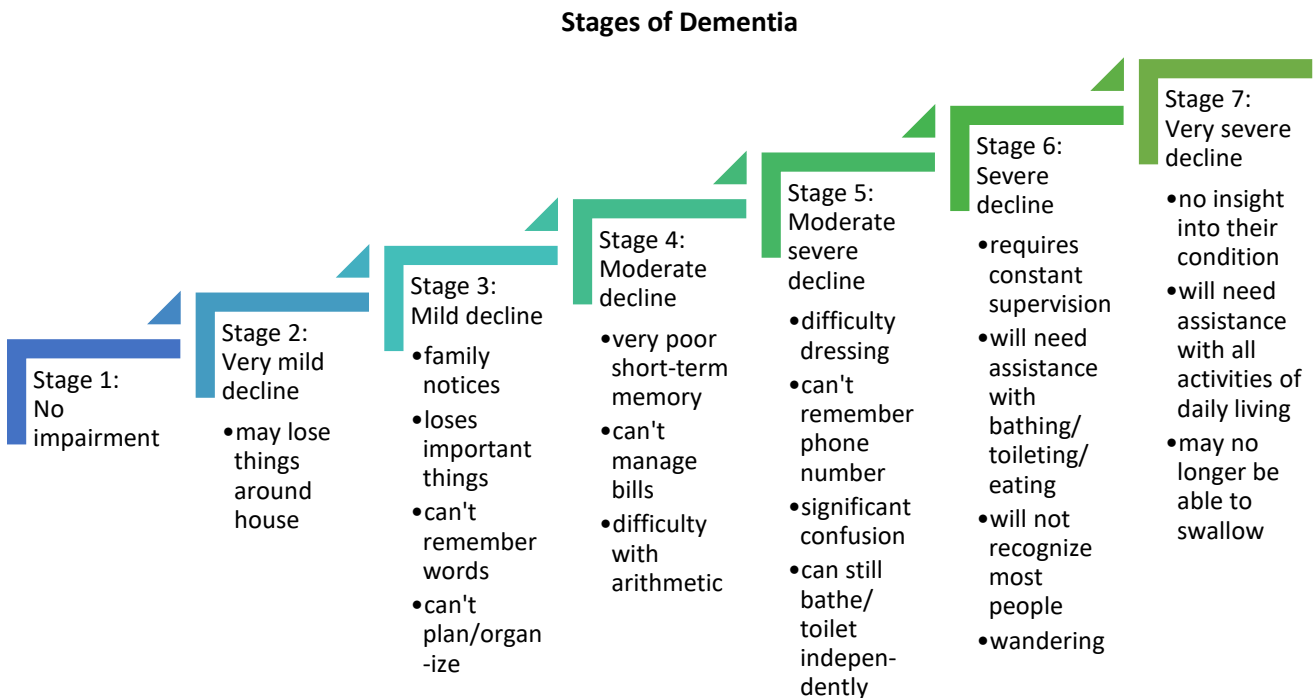 Stages of Dementia
Stage 1:
No
impairment
Stage 2:
Very mild
decline
•may lose
things
around
house
Stage 3:
Mild decline
•family
notices
•loses
important
things
•can't
remember
words
•can't
plan/organ
-ize
Stage 4:
Moderate
decline
•very poor
short-term
memory
•can't
manage
bills
•difficulty
with
arithmetic
Stage 5:
Moderate
severe
decline
•difficulty
dressing
•can't
remember
phone
number
•significant
confusion
•can still
bathe/
toilet
indepen-
dently
Stage 6:
Severe
decline
•requires
constant
supervision
•will need
assistance
with
bathing/
toileting/
eating
•will not
recognize
most
people
•wandering
Stage 7:
Very severe
decline
•no insight
into their
condition
•will need
assistance
with all
activities of
daily living
•may no
longer be
able to
swallow